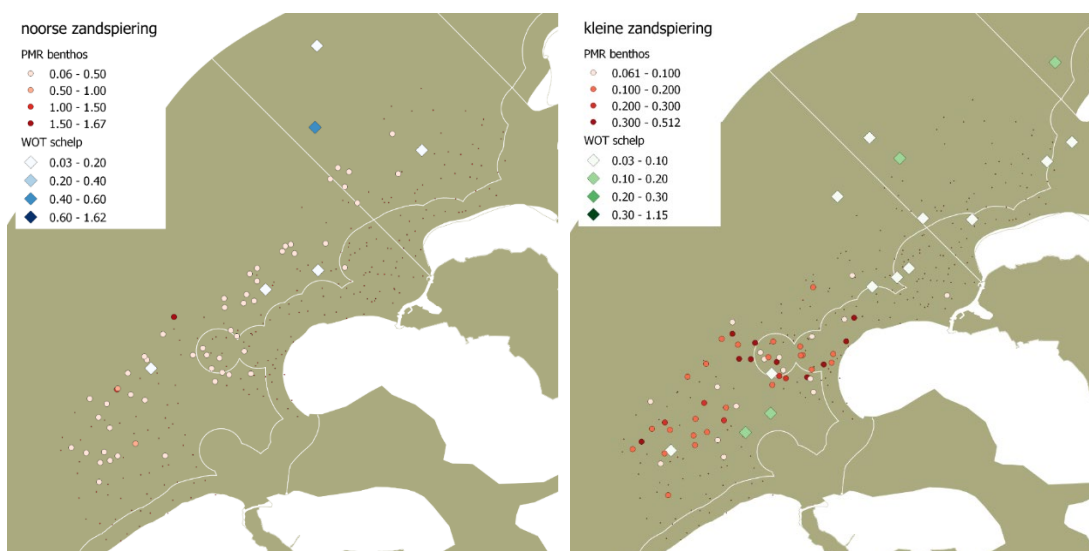 noorse zandspiering
PMR benthos
0.06 - 0.50
0.50 - 1.00
1.00 - 1.50
1.50 - 1.67
WOT schelp
0.03 - 0.20
0.20 - 0.40
0.40 - 0.60
0.60 - 1.62
kleine zandspiering
PMR benthos
0.061 - 0.100
0.100 - 0.200
0.200 - 0.300
0.300 - 0.512
WOT schelp
0.03 - 0.10
0.10 - 0.20
0.20 - 0.30
0.30 - 1.15